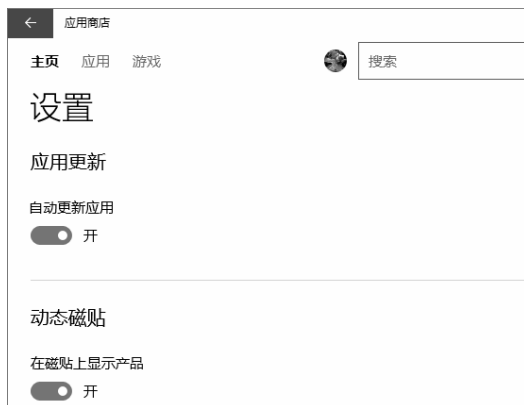 应用商店
主页 应用 游戏 搜索
设置
应用更新
自动更新应用
开
动态磁贴
在磁贴上显示产品
开